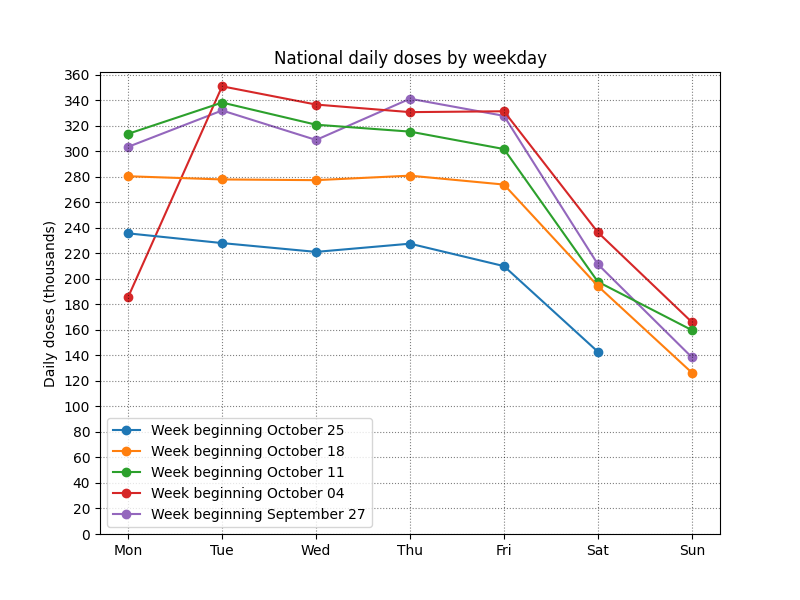 National daily doses by weekday
Daily doses (thousands)
360
340
320
300
280
260
240
220
200
180
160
140
120
100
80
60
40
20
0
Week beginning October 25
Week beginning October 18
Week beginning October 11
Week beginning October 04
Week beginning September 27
Mon Tue Wed Thu Fri Sat Sun